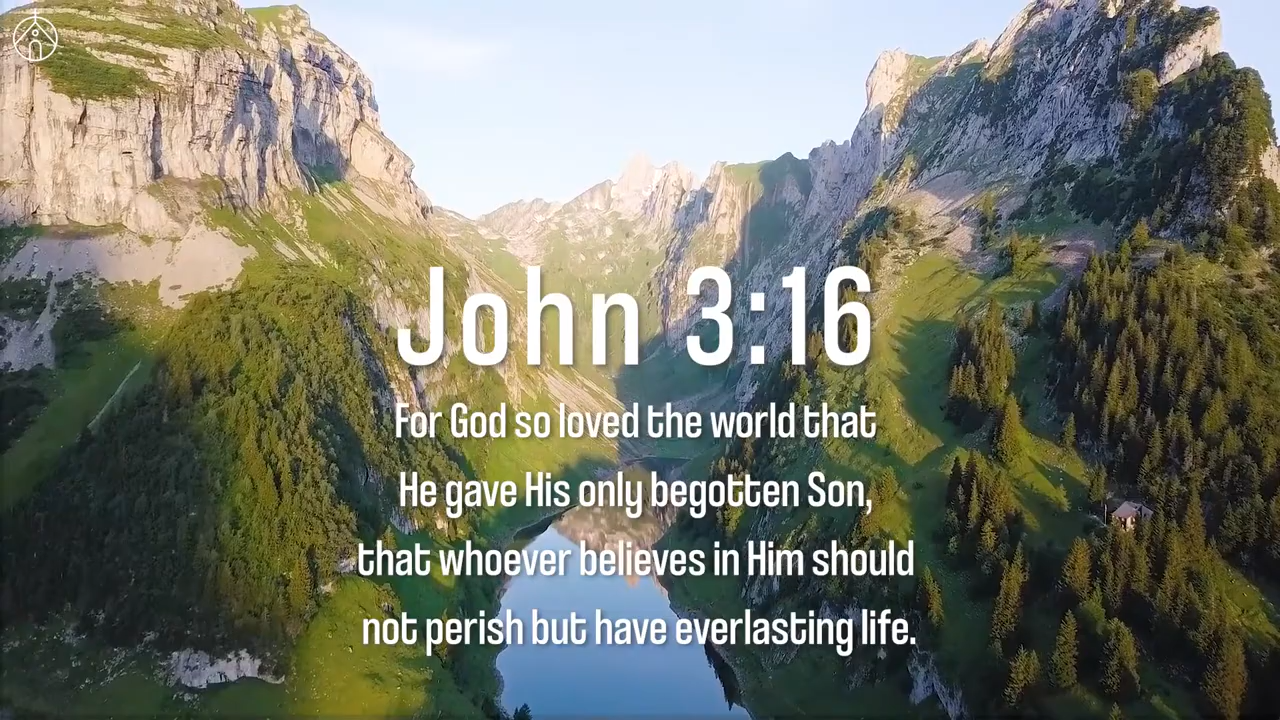 John 3:16
For God so loved the world that
He gave His only begotten Son,
that whoever believes in Him should
not perish but have everlasting life.